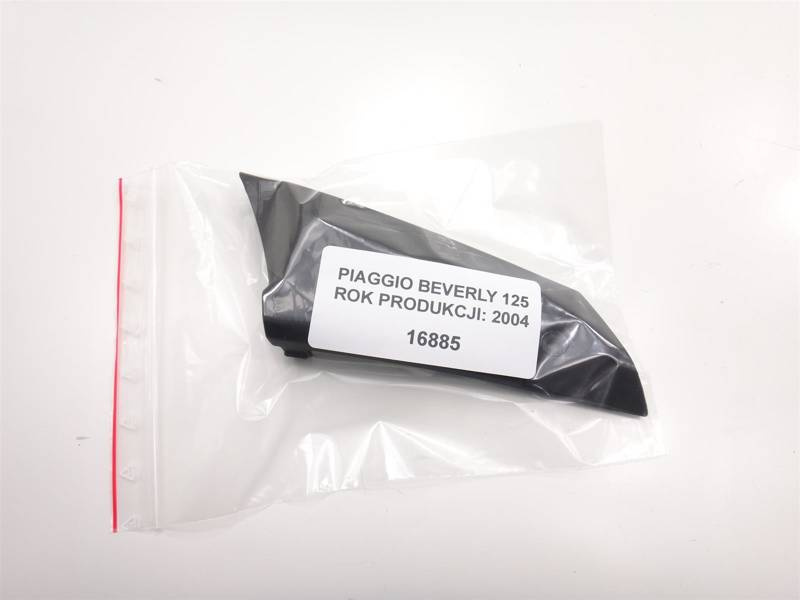 PIAGGIO BEVERLY 125
ROK PRODUKCJI: 2004
16885